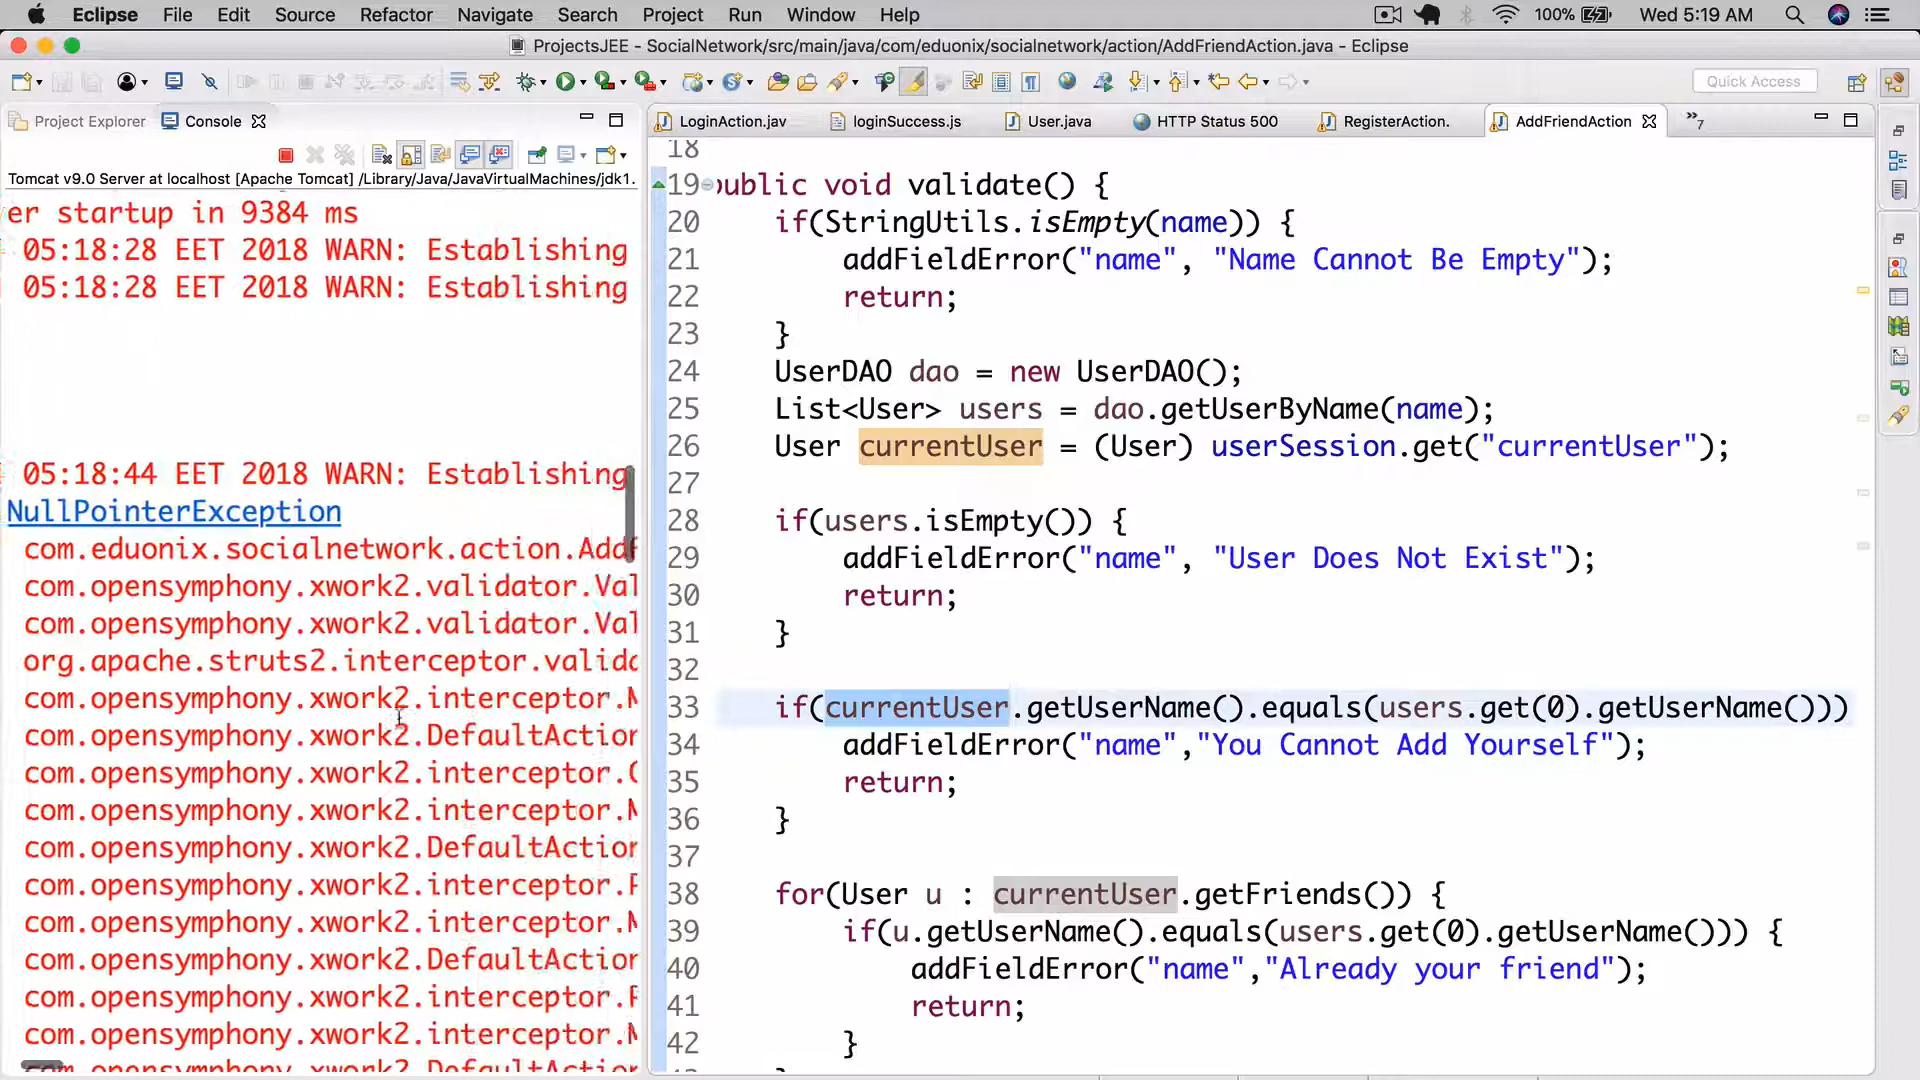 Eclipse File Edit Source Refactor Navigate Search Project Run Window Help 100% Wed 5:19 AM
ProjectsJEE - SocialNetwork/src/main/java/com/eduonix/socialnetwork/action/AddFriendAction.java - Eclipse
Quick Access
Project Explorer Console
LoginAction.jav loginSuccess.js User.java HTTP Status 500 RegisterAction. AddFriendAction »7
Tomcat v9.0 Server at localhost [Apache Tomcat] /Library/Java/JavaVirtualMachines/jdk1.
er startup in 9384 ms
05:18:28 EET 2018 WARN: Establishing
05:18:28 EET 2018 WARN: Establishing
05:18:44 EET 2018 WARN: Establishing
NullPointerException
com.eduonix.socialnetwork.action.AddF
com.opensymphony.xwork2.validator.Val
com.opensymphony.xwork2.validator.Val
org.apache.struts2.interceptor.valida
com.opensymphony.xwork2.interceptor.M
com.opensymphony.xwork2.DefaultAction
com.opensymphony.xwork2.interceptor.C
com.opensymphony.xwork2.interceptor.M
com.opensymphony.xwork2.DefaultAction
com.opensymphony.xwork2.interceptor.P
com.opensymphony.xwork2.interceptor.M
com.opensymphony.xwork2.DefaultAction
com.opensymphony.xwork2.interceptor.P
com.opensymphony.xwork2.interceptor.M
com.opensymphony.xwork2.DefaultAction
18
19 public void validate() {
20 if(StringUtils.isEmpty(name)) {
21 addFieldError("name", "Name Cannot Be Empty");
22 return;
23 }
24 UserDAO dao = new UserDAO();
25 List<User> users = dao.getUserByName(name);
26 User currentUser = (User) userSession.get("currentUser");
27
28 if(users.isEmpty()) {
29 addFieldError("name", "User Does Not Exist");
30 return;
31 }
32
33 if(currentUser.getUserName().equals(users.get(0).getUserName()))
34 addFieldError("name","You Cannot Add Yourself");
35 return;
36 }
37
38 for(User u : currentUser.getFriends()) {
39 if(u.getUserName().equals(users.get(0).getUserName())) {
40 addFieldError("name","Already your friend");
41 return;
42 }